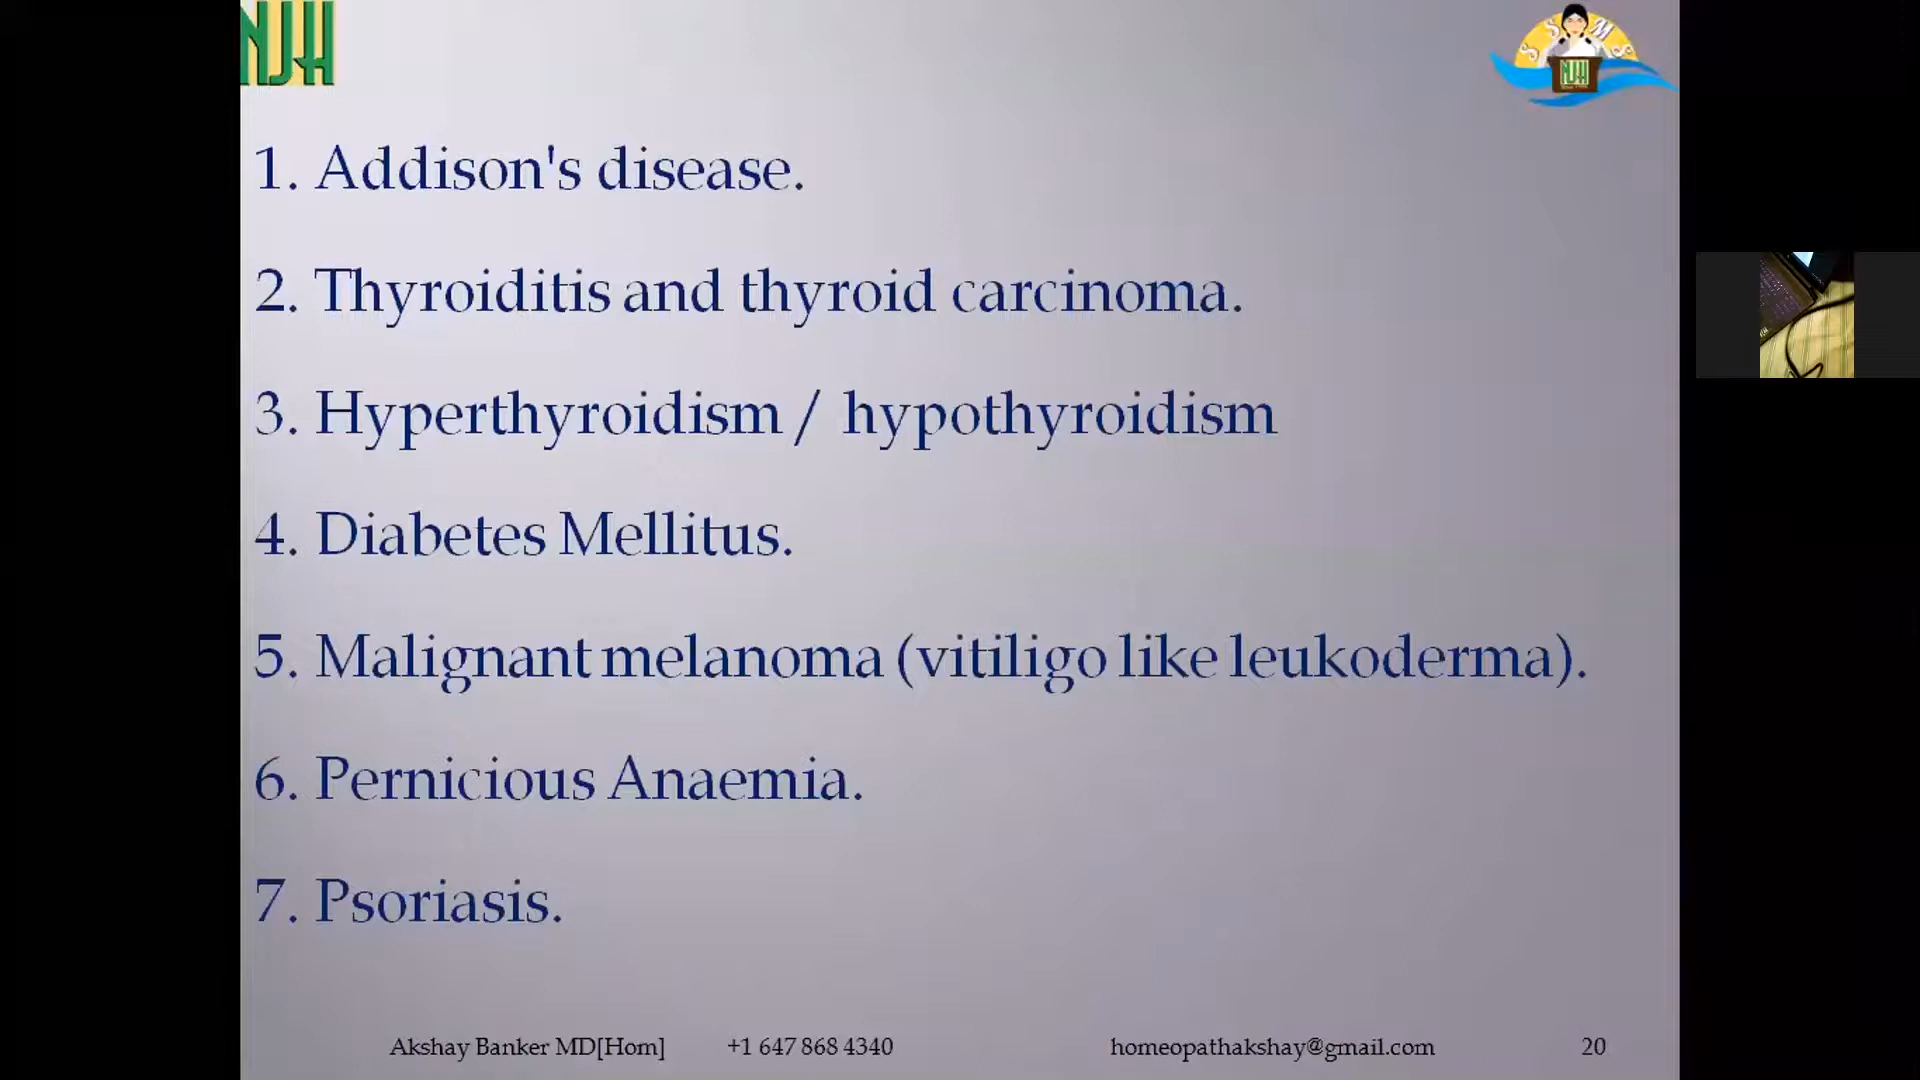 NJH
S S M S
NJH
1. Addison's disease.
2. Thyroiditis and thyroid carcinoma.
3. Hyperthyroidism / hypothyroidism
4. Diabetes Mellitus.
5. Malignant melanoma (vitiligo like leukoderma).
6. Pernicious Anaemia.
7. Psoriasis.
Akshay Banker MD[Hom] +1 647 868 4340 homeopathakshay@gmail.com 20